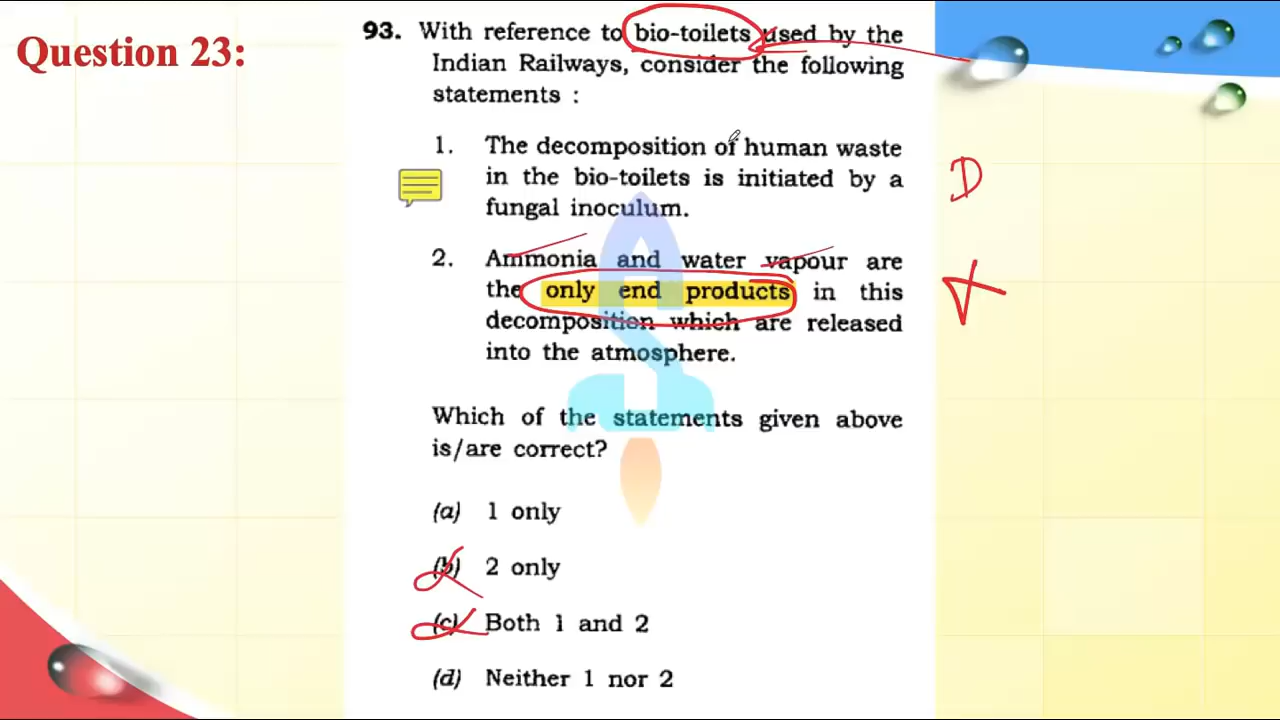 Question 23:
93. With reference to bio-toilets used by the
Indian Railways, consider the following
statements :
1. The decomposition of human waste
in the bio-toilets is initiated by a
fungal inoculum.
D
2. Ammonia and water vapour are
the only end products in this
decomposition which are released
into the atmosphere.
Which of the statements given above
is/are correct?
(a) 1 only
(b) 2 only
(c) Both 1 and 2
(d) Neither 1 nor 2